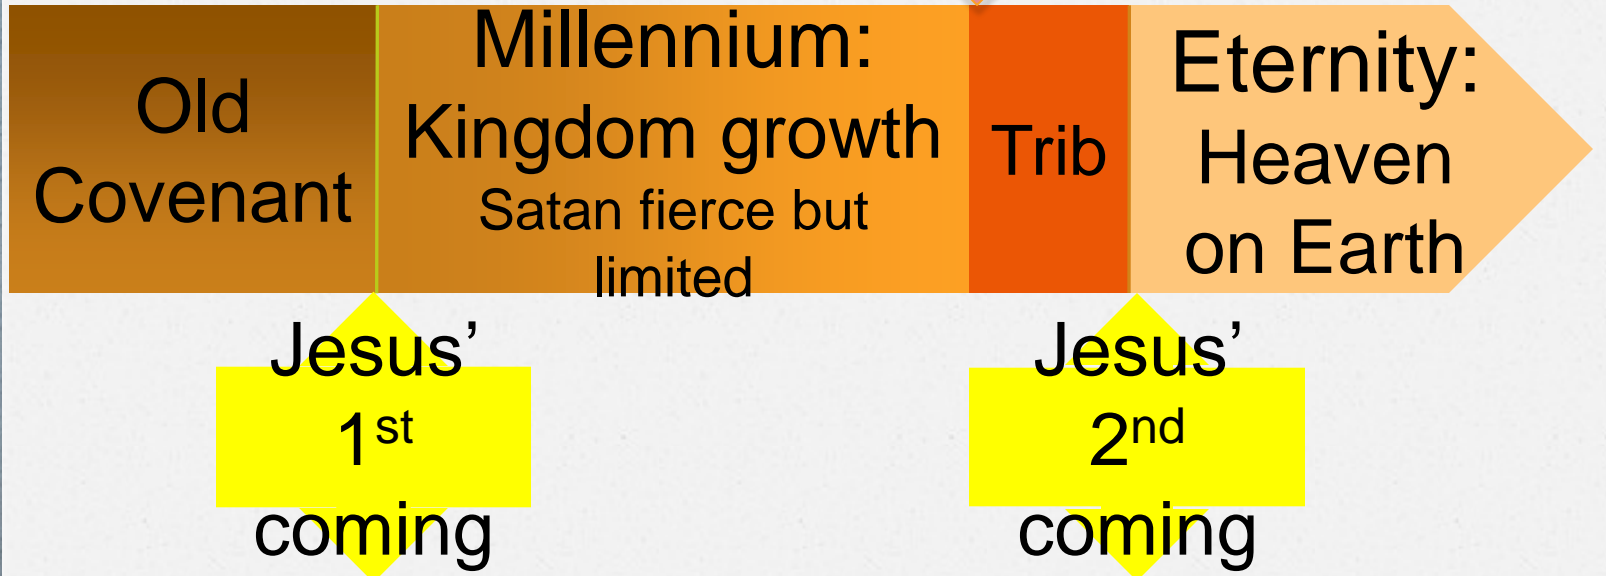 Old
Covenant
Millennium:
Kingdom growth
Satan fierce but
limited
Trib
Eternity:
Heaven
on Earth
Jesus’
1st
coming
Jesus’
2nd
coming